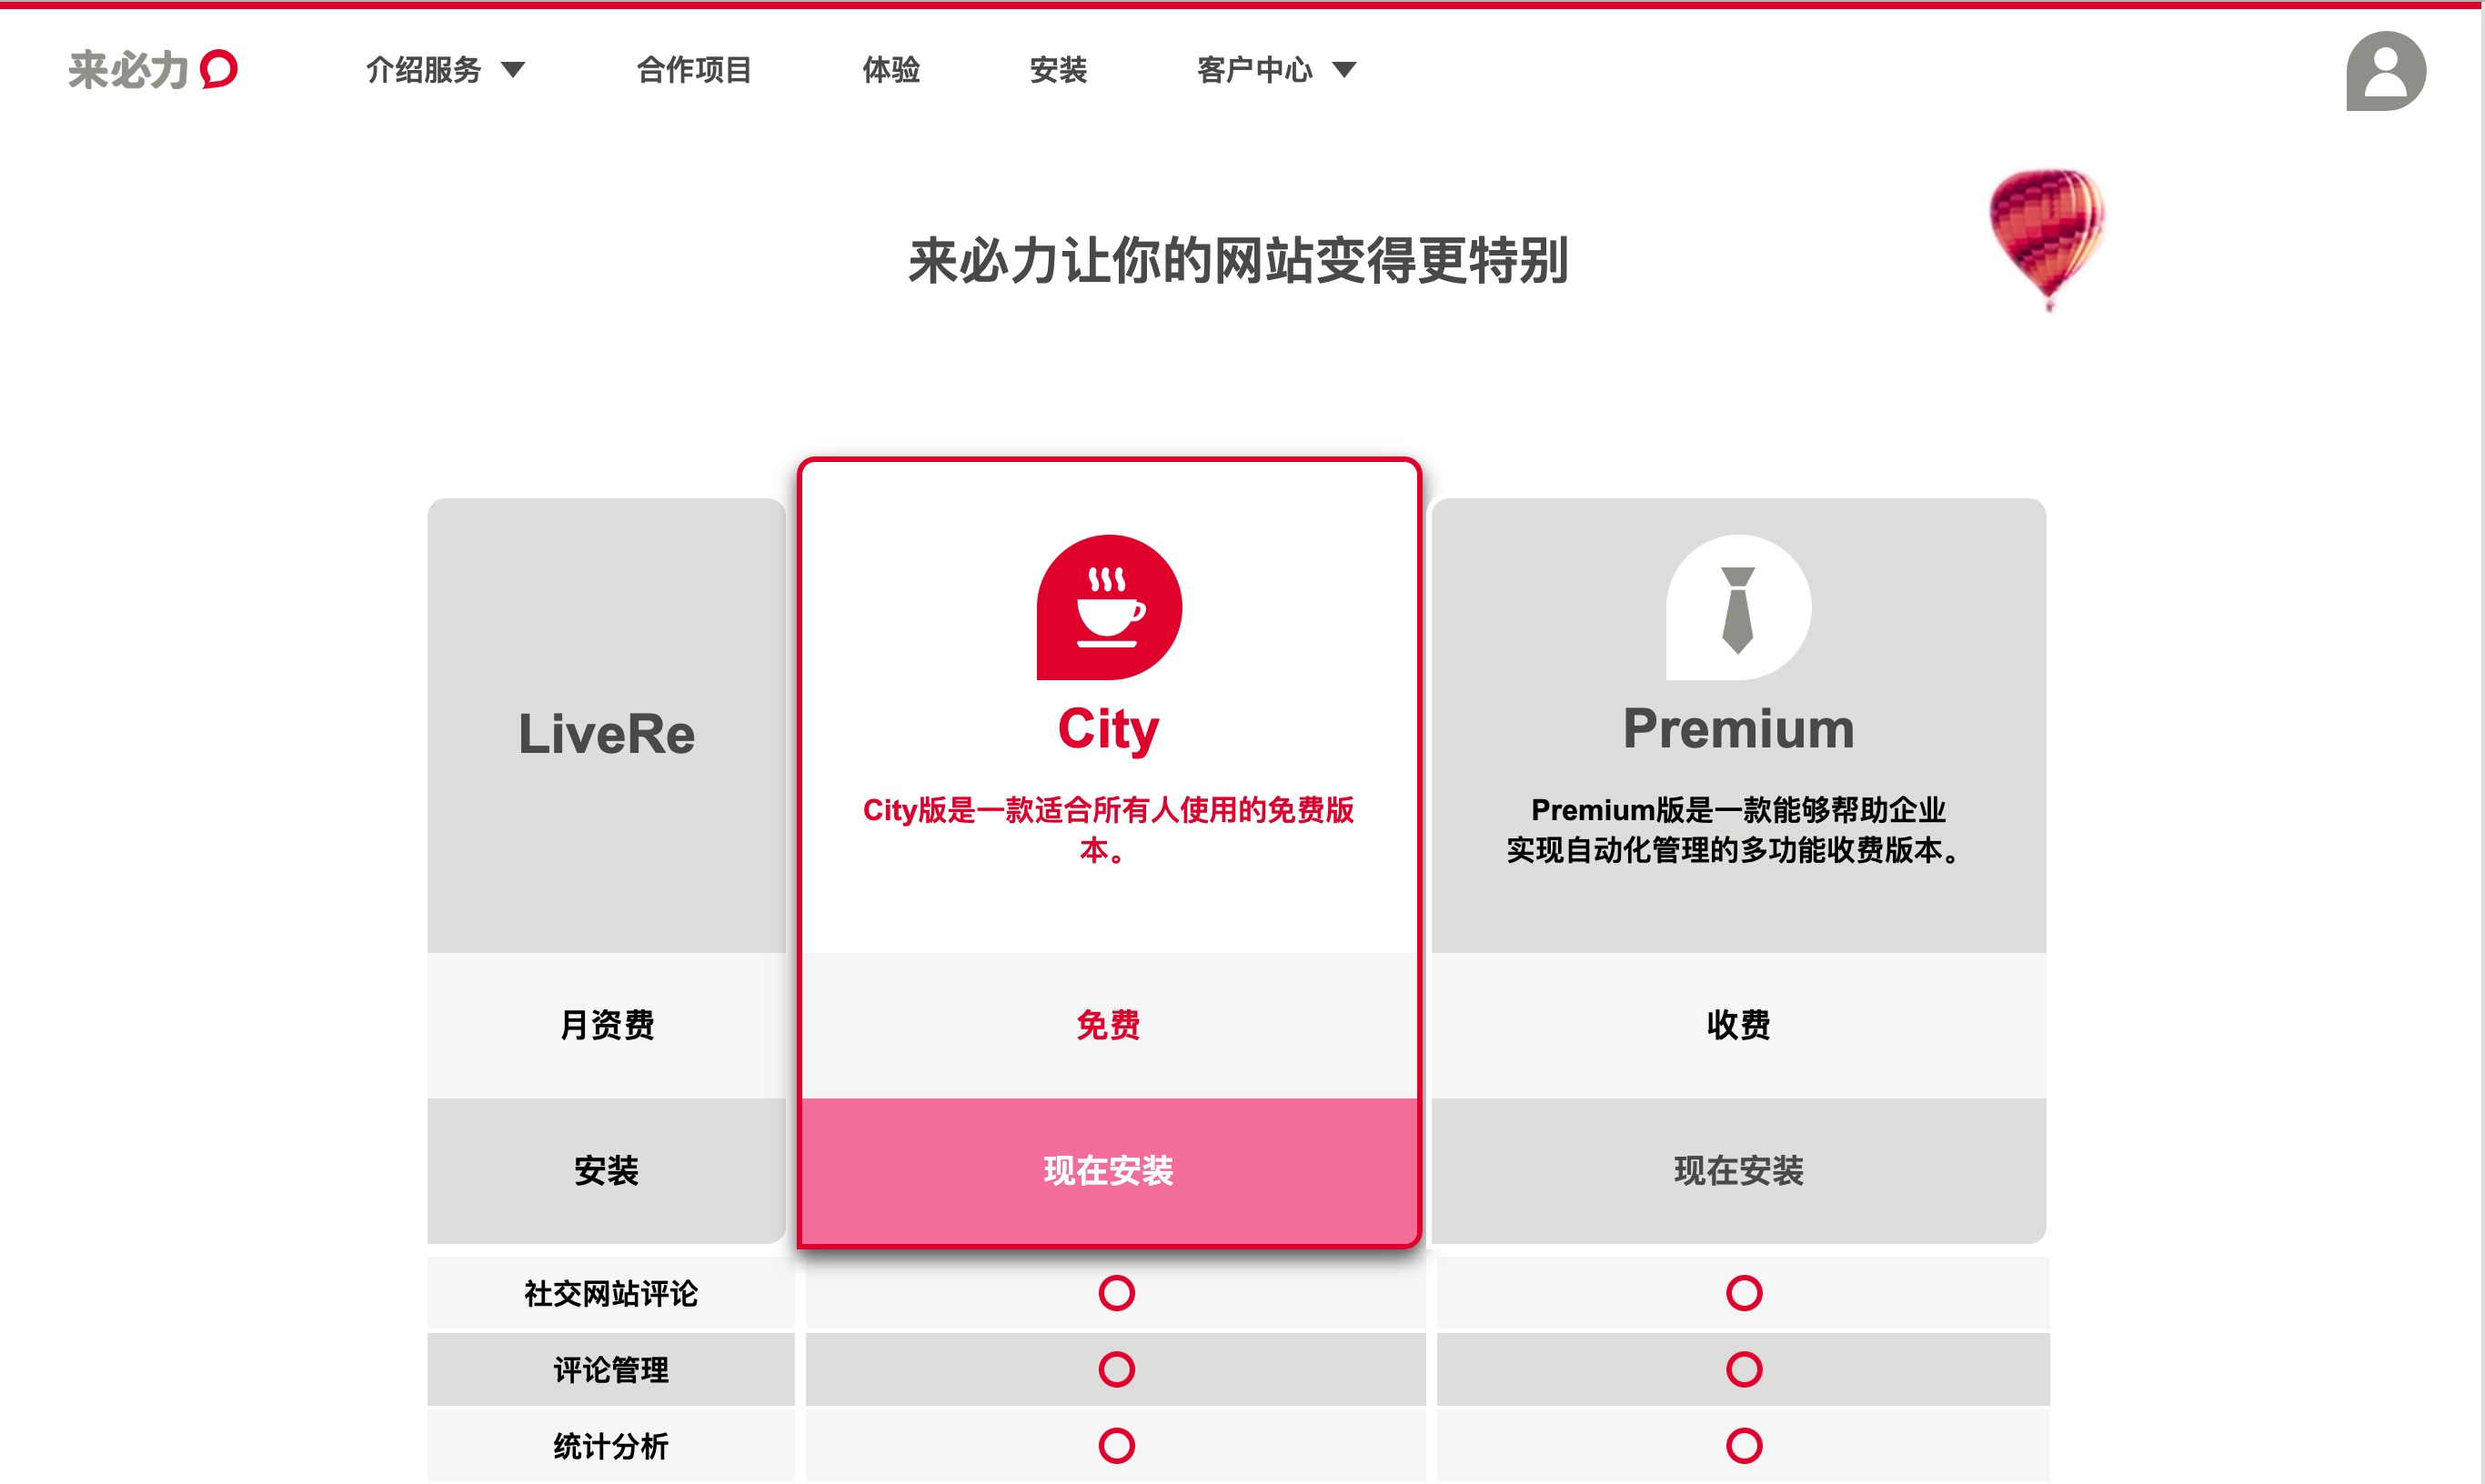 来必力
介绍服务
合作项目
体验
安装
客户中心
来必力让你的网站变得更特别
LiveRe
City
City版是一款适合所有人使用的免费版
本。
Premium
Premium版是一款能够帮助企业
实现自动化管理的多功能收费版本。
月资费
免费
收费
安装
现在安装
现在安装
社交网站评论
评论管理
统计分析